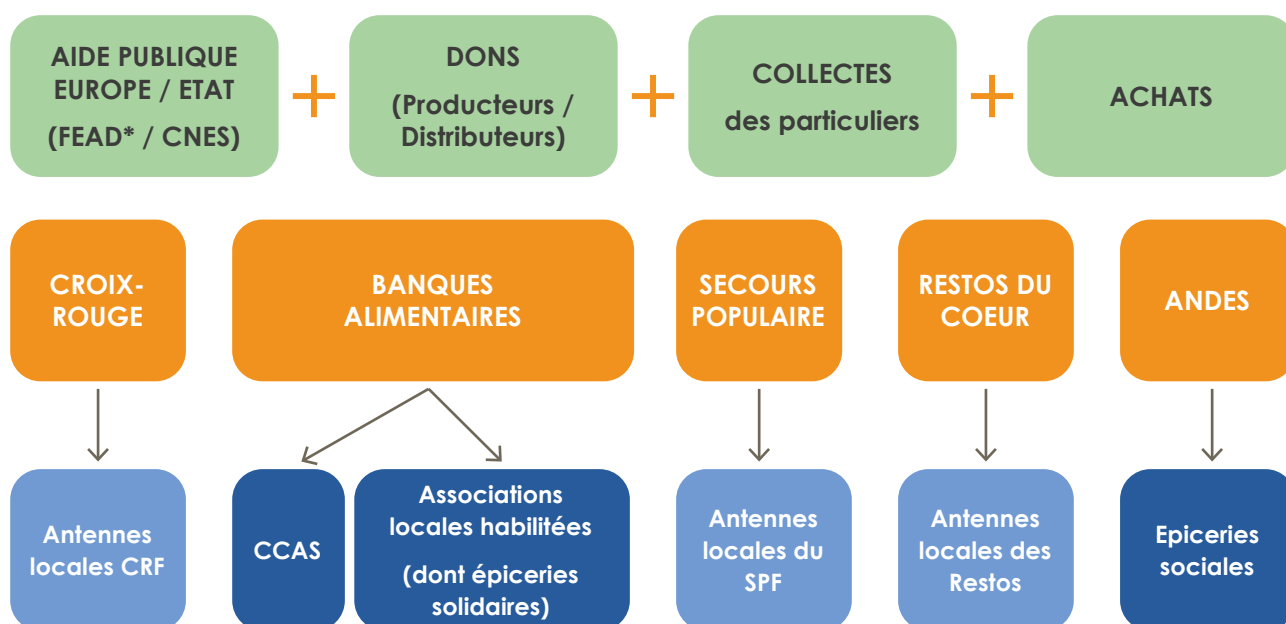 AIDE PUBLIQUE
EUROPE / ETAT
(FEAD* / CNES)
DONS
(Producteurs /
Distributeurs)
COLLECTES
des particuliers
ACHATS
CROIX-
ROUGE
BANQUES
ALIMENTAIRES
SECOURS
POPULAIRE
RESTOS DU
COEUR
ANDES
Antennes
locales CRF
CCAS
Associations
locales habilitées
(dont épiceries
solidaires)
Antennes
locales du
SPF
Antennes
locales des
Restos
Epiceries
sociales